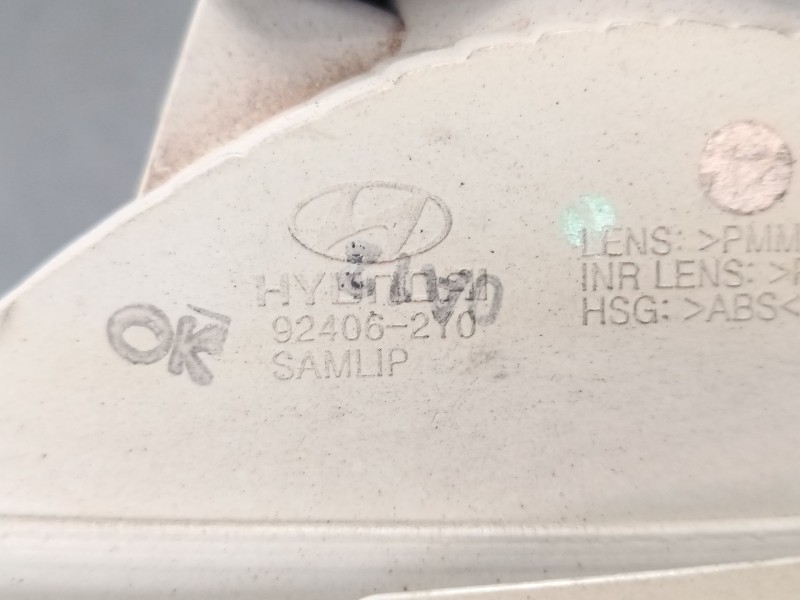 HYUNDAI
92406-2Y0
SAMLIP
OK
LENS: >PMM
INR LENS: >P
HSG: >ABS<